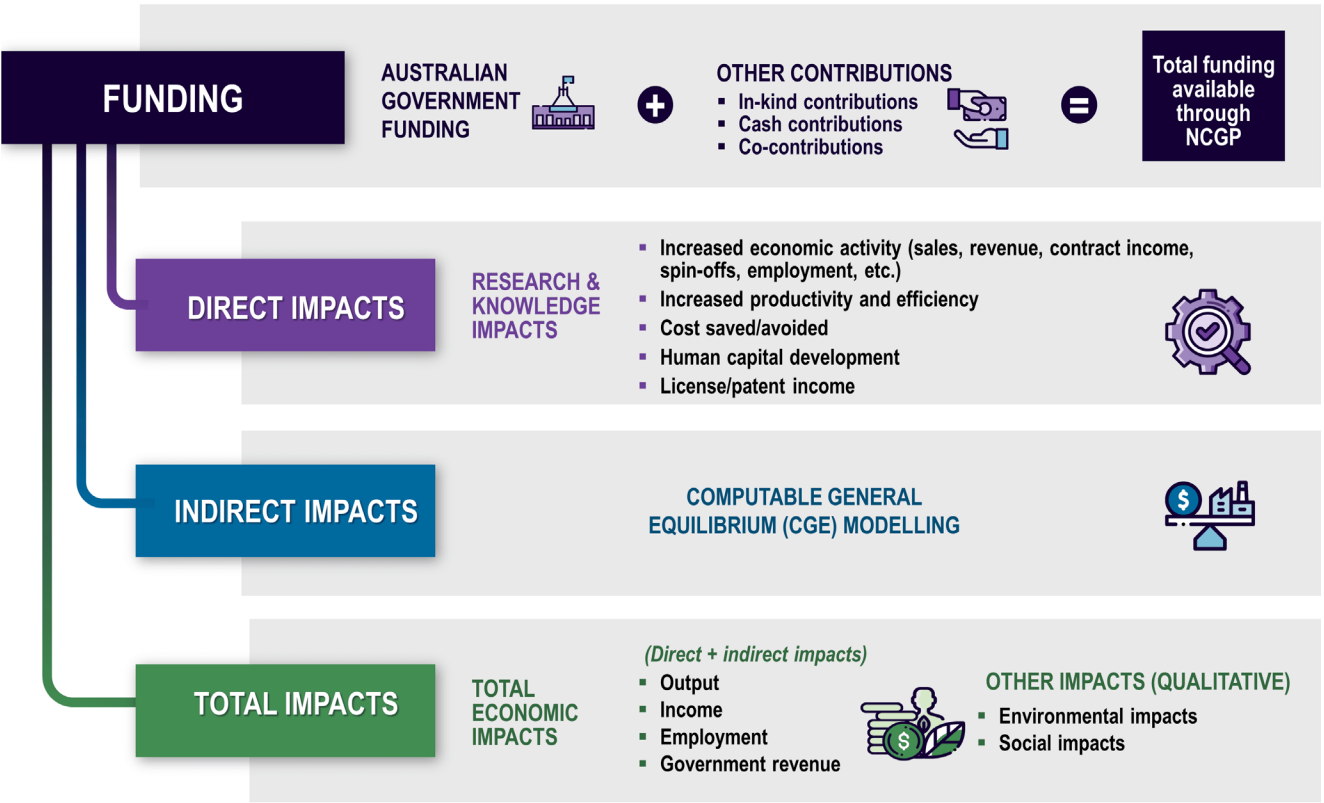 FUNDING
AUSTRALIAN
GOVERNMENT
FUNDING
+
OTHER CONTRIBUTIONS
▪ In-kind contributions
▪ Cash contributions
▪ Co-contributions
=
Total funding
available
through
NCGP
DIRECT IMPACTS
RESEARCH &
KNOWLEDGE
IMPACTS
▪ Increased economic activity (sales, revenue, contract income,
spin-offs, employment, etc.)
▪ Increased productivity and efficiency
▪ Cost saved/avoided
▪ Human capital development
▪ License/patent income
INDIRECT IMPACTS
COMPUTABLE GENERAL
EQUILIBRIUM (CGE) MODELLING
$
TOTAL IMPACTS
TOTAL
ECONOMIC
IMPACTS
(Direct + indirect impacts)
▪ Output
▪ Income
▪ Employment
▪ Government revenue
$
OTHER IMPACTS (QUALITATIVE)
▪ Environmental impacts
▪ Social impacts